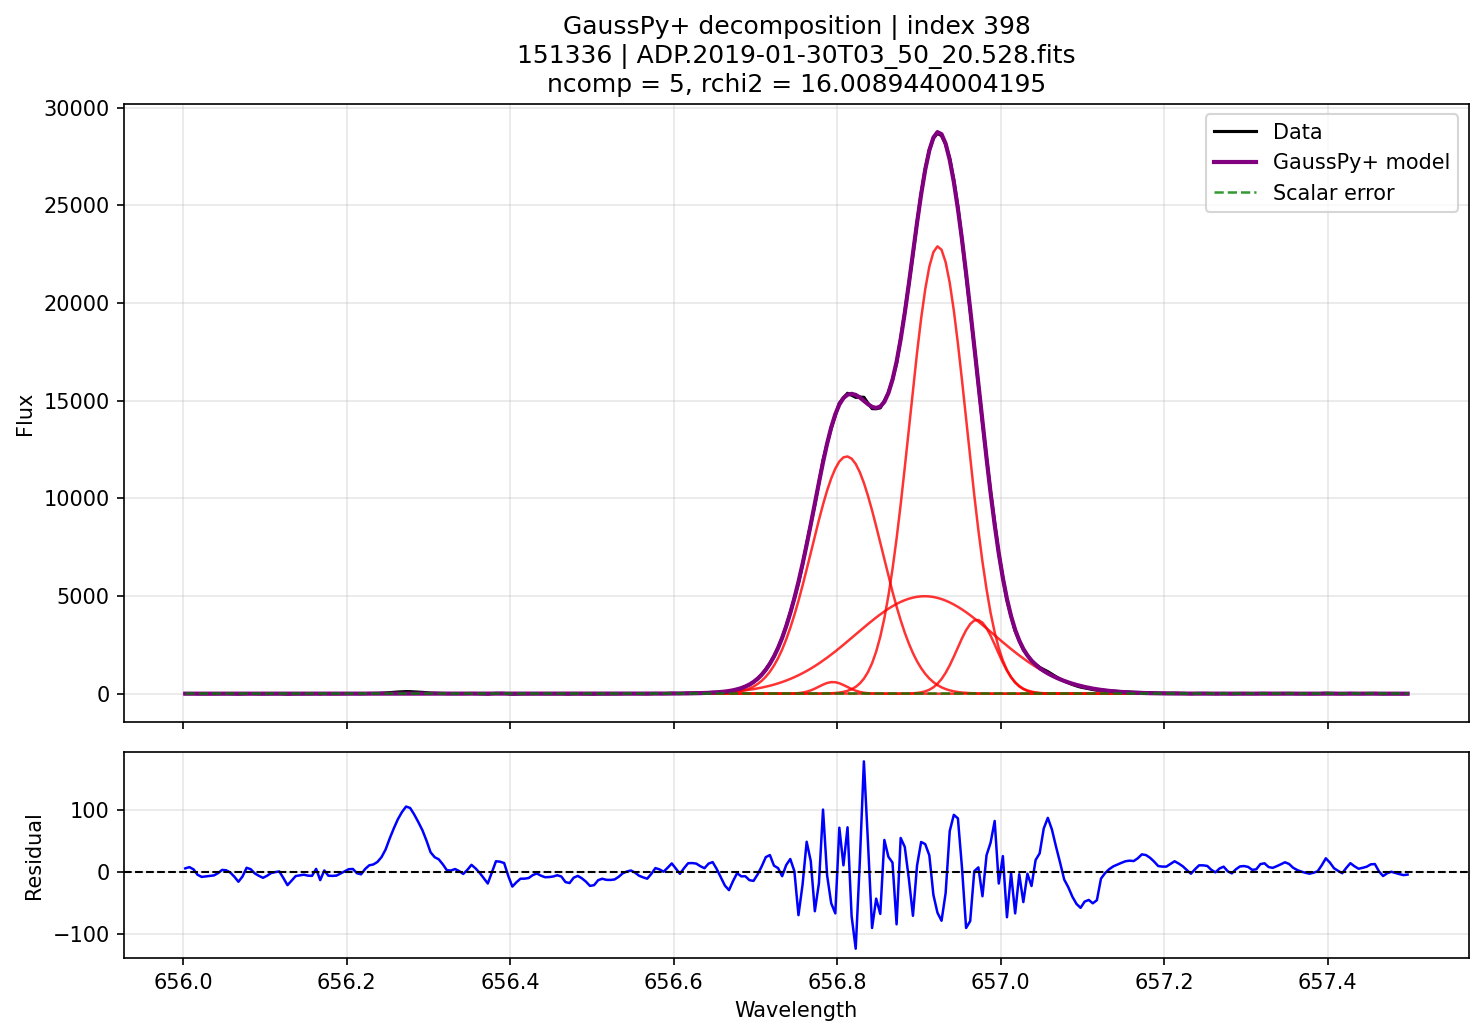 GaussPy+ decomposition | index 398
151336 | ADP.2019-01-30T03_50_20.528.fits
ncomp = 5, rchi2 = 16.0089440004195
Data
GaussPy+ model
Scalar error
30000
25000
20000
15000
10000
5000
0
Flux
100
0
−100
Residual
656.0 656.2 656.4 656.6 656.8 657.0 657.2 657.4
Wavelength